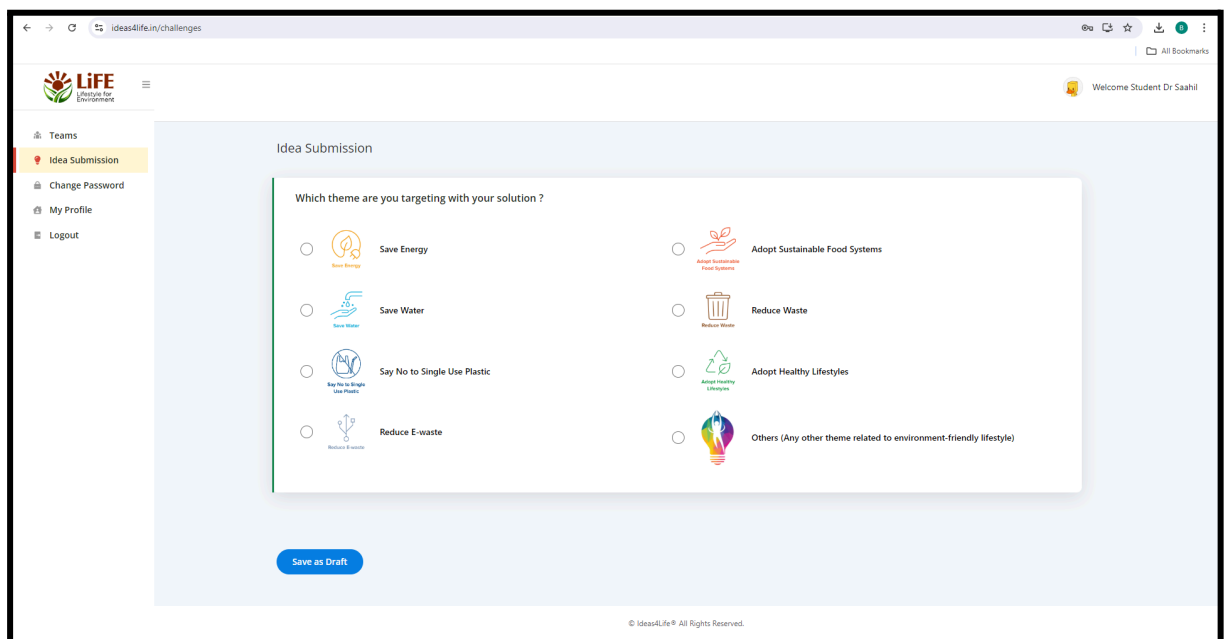 ideas4life.in/challenges
B
All Bookmarks
LiFE
Lifestyle for
Environment
Welcome Student Dr Saahil
Teams
Idea Submission
Change Password
My Profile
Logout
Idea Submission
Which theme are you targeting with your solution ?
Save Energy
Save Energy
Adopt Sustainable
Food Systems
Adopt Sustainable Food Systems
Save Water
Save Water
Reduce Waste
Reduce Waste
Say No to Single
Use Plastic
Say No to Single Use Plastic
Adopt Healthy
Lifestyles
Adopt Healthy Lifestyles
Reduce E-waste
Reduce E-waste
Others (Any other theme related to environment-friendly lifestyle)
Save as Draft
© Ideas4Life® All Rights Reserved.